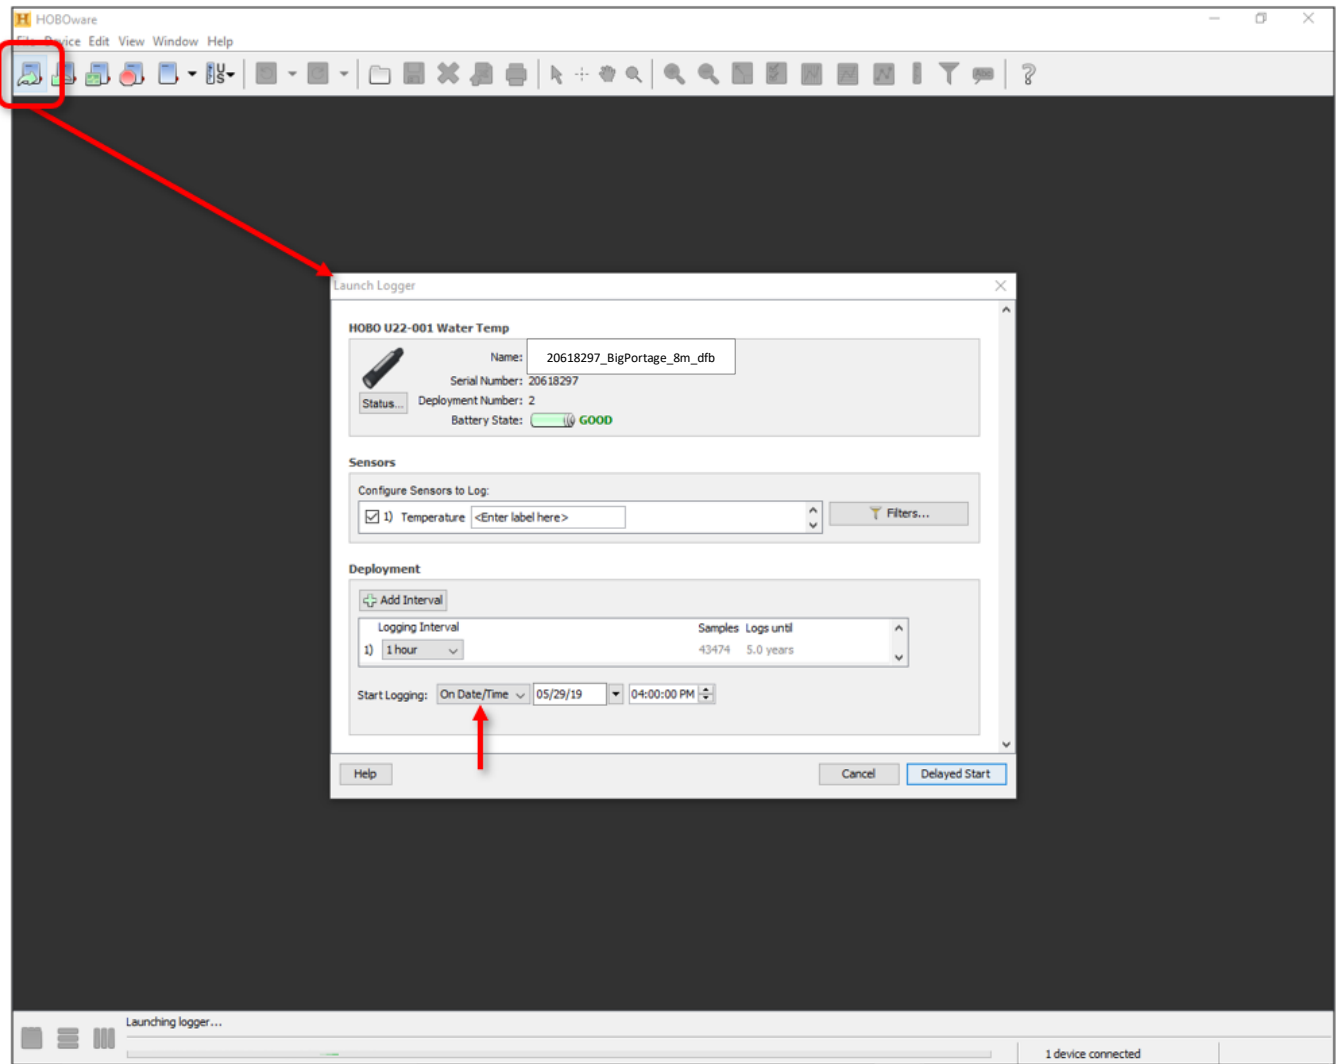 HOBOware
File Device Edit View Window Help
Launch Logger
HOBO U22-001 Water Temp
Name: 20618297_BigPortage_8m_dfb
Serial Number: 20618297
Status... Deployment Number: 2
Battery State: GOOD
Sensors
Configure Sensors to Log:
1) Temperature <Enter label here> Filters...
Deployment
Add Interval
Logging Interval Samples Logs until
1) 1 hour 43474 5.0 years
Start Logging: On Date/Time 05/29/19 04:00:00 PM
Help Cancel Delayed Start
Launching logger...
1 device connected